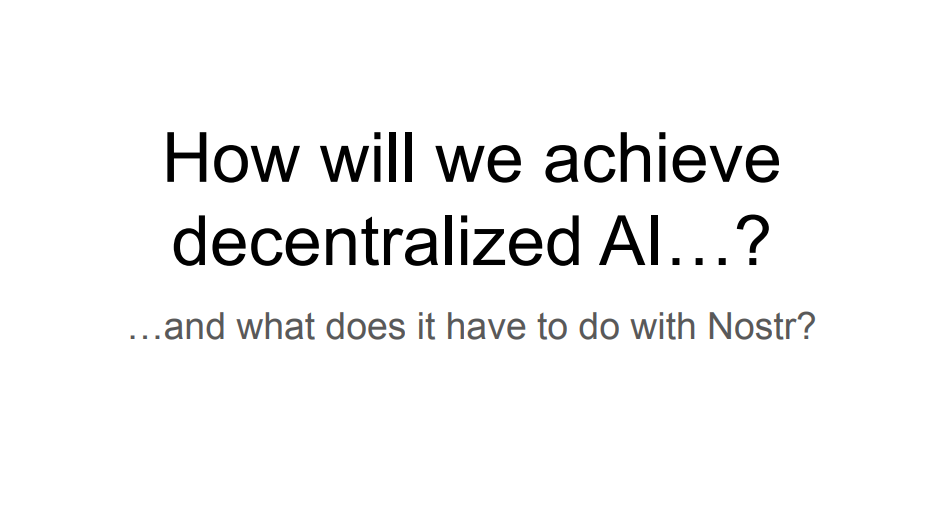 How will we achieve
decentralized AI…?
…and what does it have to do with Nostr?